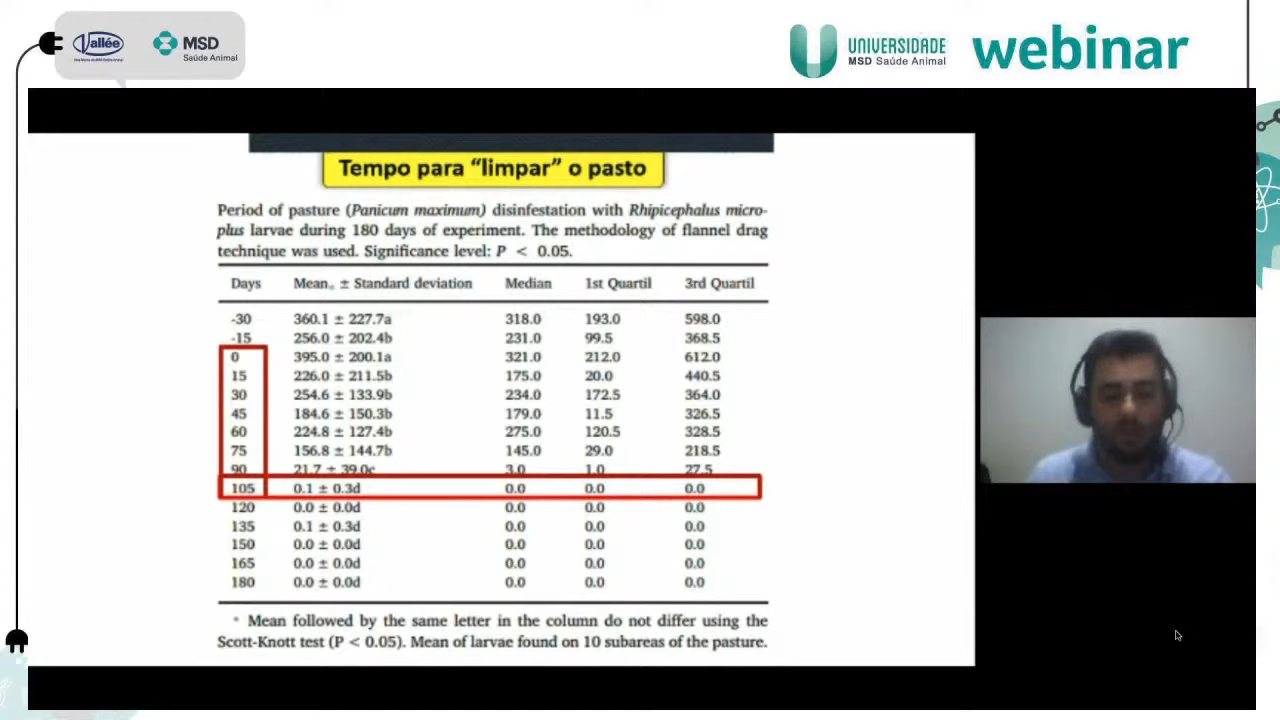 Vallée
MSD
Saúde Animal
UNIVERSIDADE
MSD Saúde Animal
webinar
Tempo para “limpar” o pasto
Period of pasture (Panicum maximum) disinfestation with Rhipicephalus micro-
plus larvae during 180 days of experiment. The methodology of flannel drag
technique was used. Significance level: P < 0.05.
Days Mean* ± Standard deviation Median 1st Quartil 3rd Quartil
-30 360.1 ± 227.7a 318.0 193.0 598.0
-15 256.0 ± 202.4b 231.0 99.5 368.5
0 395.0 ± 200.1a 321.0 212.0 612.0
15 226.0 ± 211.5b 175.0 20.0 440.5
30 254.6 ± 133.9b 234.0 172.5 364.0
45 184.6 ± 150.3b 179.0 11.5 326.5
60 224.8 ± 127.4b 275.0 120.5 328.5
75 156.8 ± 144.7b 145.0 29.0 218.5
90 21.7 ± 39.0c 3.0 1.0 27.5
105 0.1 ± 0.3d 0.0 0.0 0.0
120 0.0 ± 0.0d 0.0 0.0 0.0
135 0.1 ± 0.3d 0.0 0.0 0.0
150 0.0 ± 0.0d 0.0 0.0 0.0
165 0.0 ± 0.0d 0.0 0.0 0.0
180 0.0 ± 0.0d 0.0 0.0 0.0
* Mean followed by the same letter in the column do not differ using the
Scott-Knott test (P < 0.05). Mean of larvae found on 10 subareas of the pasture.